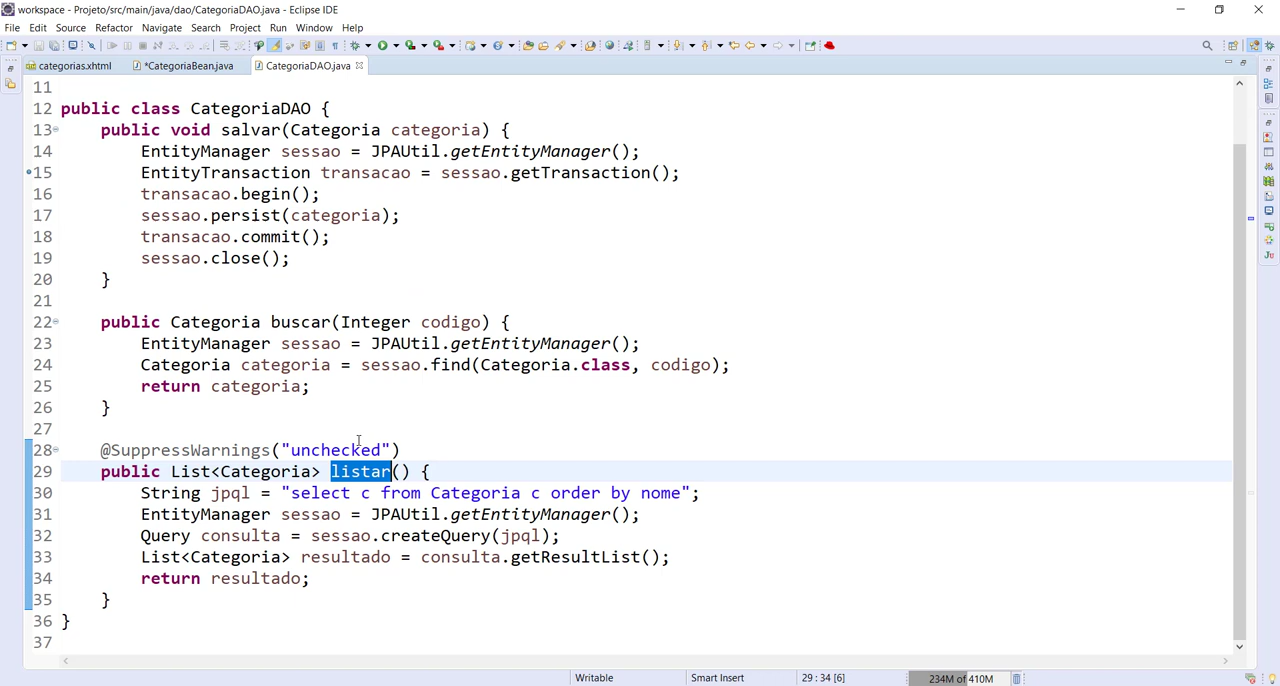 workspace - Projeto/src/main/java/dao/CategoriaDAO.java - Eclipse IDE
File Edit Source Refactor Navigate Search Project Run Window Help
categorias.xhtml *CategoriaBean.java CategoriaDAO.java
11
12 public class CategoriaDAO {
13 public void salvar(Categoria categoria) {
14 EntityManager sessao = JPAUtil.getEntityManager();
15 EntityTransaction transacao = sessao.getTransaction();
16 transacao.begin();
17 sessao.persist(categoria);
18 transacao.commit();
19 sessao.close();
20 }
21
22 public Categoria buscar(Integer codigo) {
23 EntityManager sessao = JPAUtil.getEntityManager();
24 Categoria categoria = sessao.find(Categoria.class, codigo);
25 return categoria;
26 }
27
28 @SuppressWarnings("unchecked")
29 public List<Categoria> listar() {
30 String jpql = "select c from Categoria c order by nome";
31 EntityManager sessao = JPAUtil.getEntityManager();
32 Query consulta = sessao.createQuery(jpql);
33 List<Categoria> resultado = consulta.getResultList();
34 return resultado;
35 }
36 }
37
Writable Smart Insert 29 : 34 [6] 234M of 410M